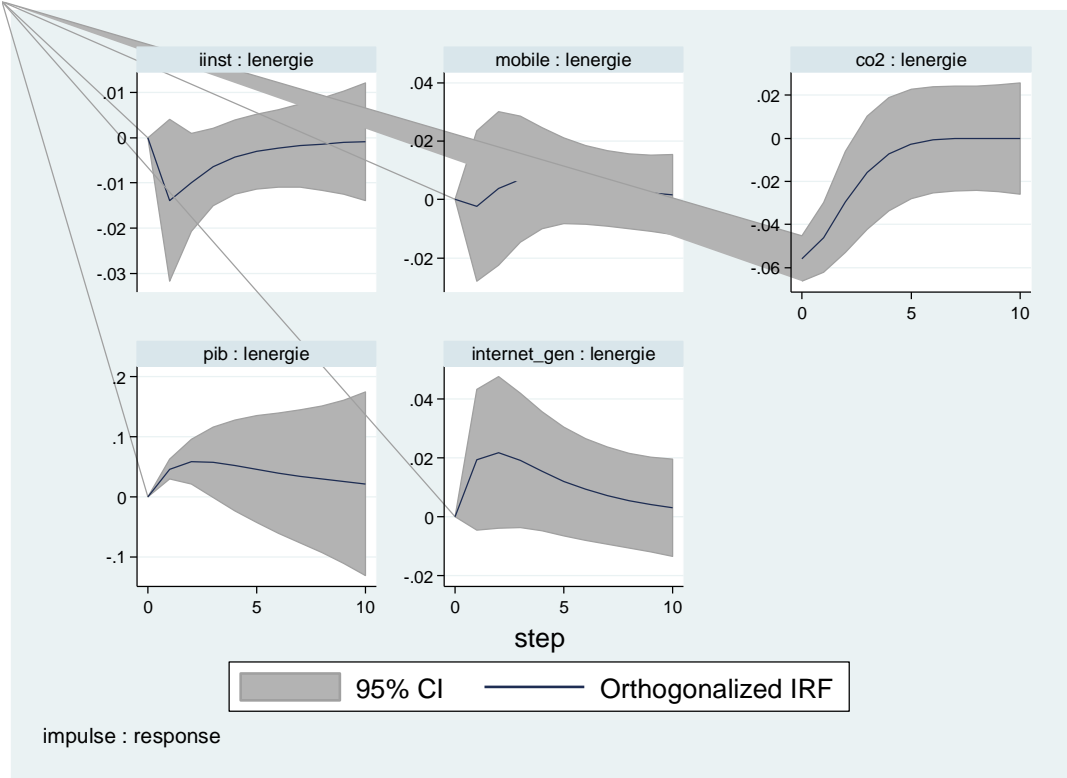 iinst : lenergie
mobile : lenergie
co2 : lenergie
.01
0
-.01
-.02
-.03
.04
.02
0
-.02
.02
0
-.02
-.04
-.06
0 5 10
pib : lenergie
internet_gen : lenergie
.2
.1
0
-.1
0 5 10
.04
.02
0
-.02
0 5 10
step
95% CI
Orthogonalized IRF
impulse : response